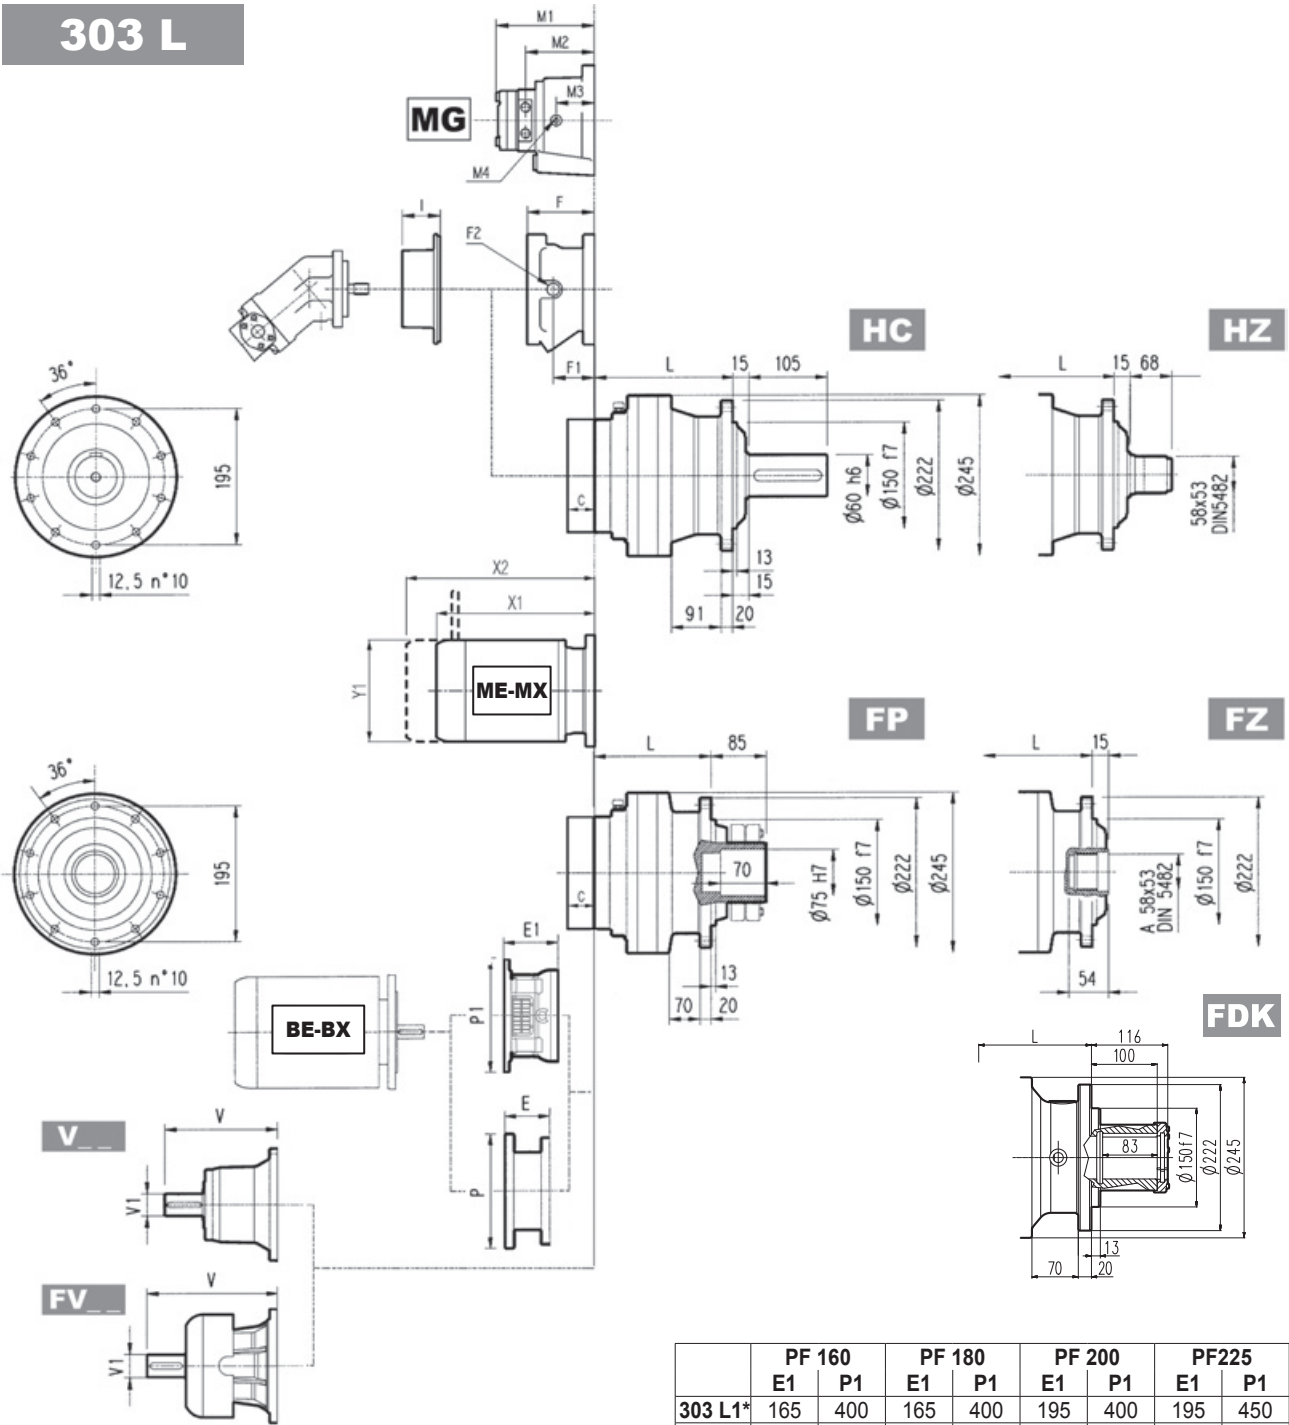 303 L
M1
M2
M3
MG
M4
I
F
F2
HC
HZ
36°
F1
L
15
105
L
15
68
195
C
Ø60 h6
Ø150 f7
Ø222
Ø245
58x53
DIN5482
13
15
12,5 n°10
X2
X1
91
20
Y1
ME-MX
FP
FZ
L
85
L
15
36°
195
70
C
Ø75 H7
Ø150 f7
Ø222
Ø245
A 58x53
DIN 5482
Ø150 f7
Ø222
E1
13
54
12,5 n°10
70
20
P1
BE-BX
FDK
L
116
100
E
V
V_ _
83
Ø150f7
Ø222
Ø245
V1
P
13
70
20
V
FV_ _
V1
PF 160 PF 180 PF 200 PF225
E1 P1 E1 P1 E1 P1 E1 P1
303 L1* 165 400 165 400 195 400 195 450